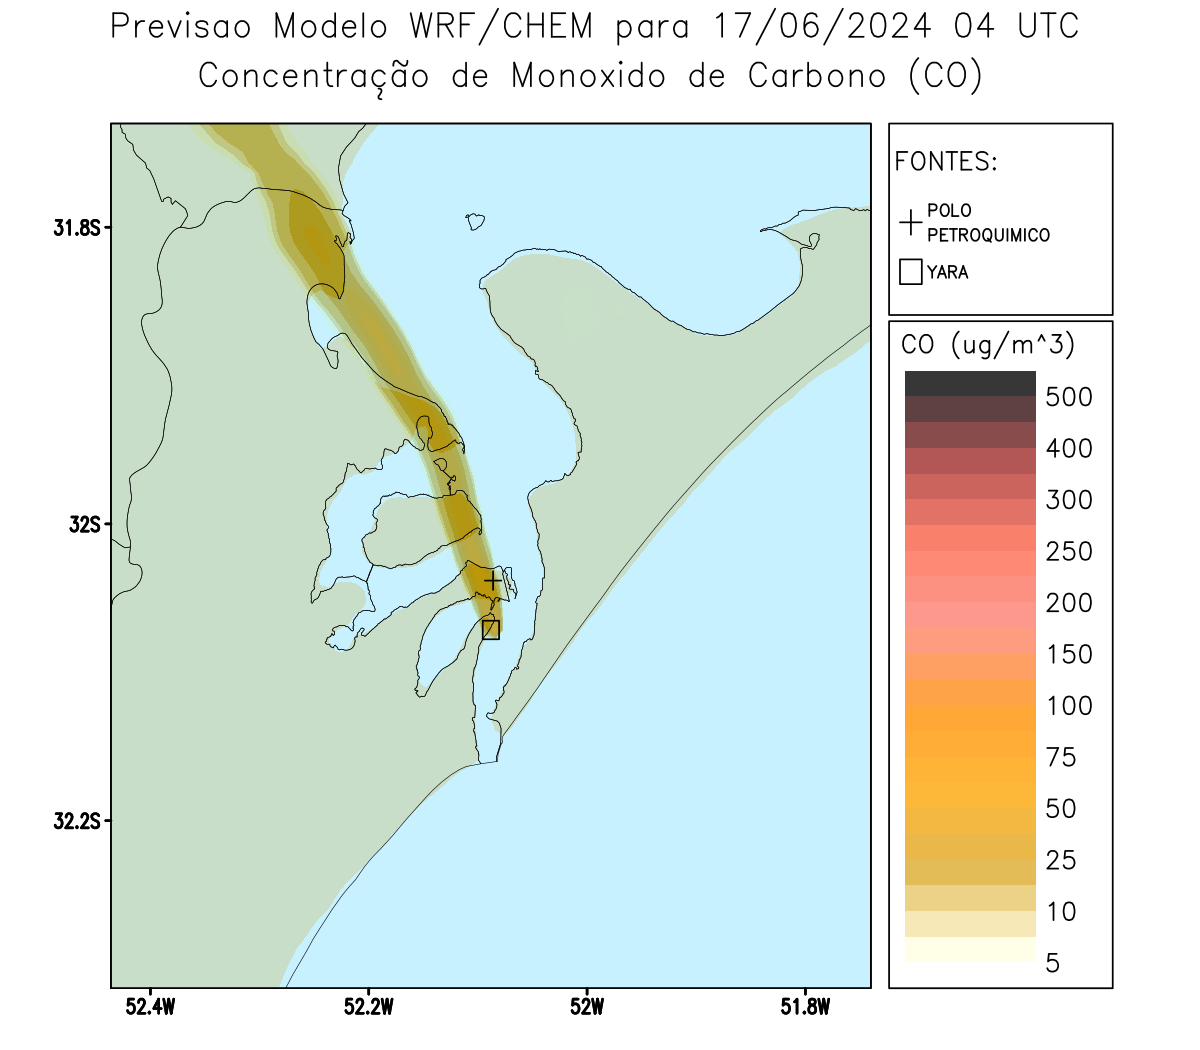 Previsao Modelo WRF/CHEM para 17/06/2024 04 UTC
Concentração de Monoxido de Carbono (CO)
FONTES:
POLO
PETROQUIMICO
YARA
31.8S
32S
32.2S
52.4W
52.2W
52W
51.8W
CO (ug/m^3)
500
400
300
250
200
150
100
75
50
25
10
5